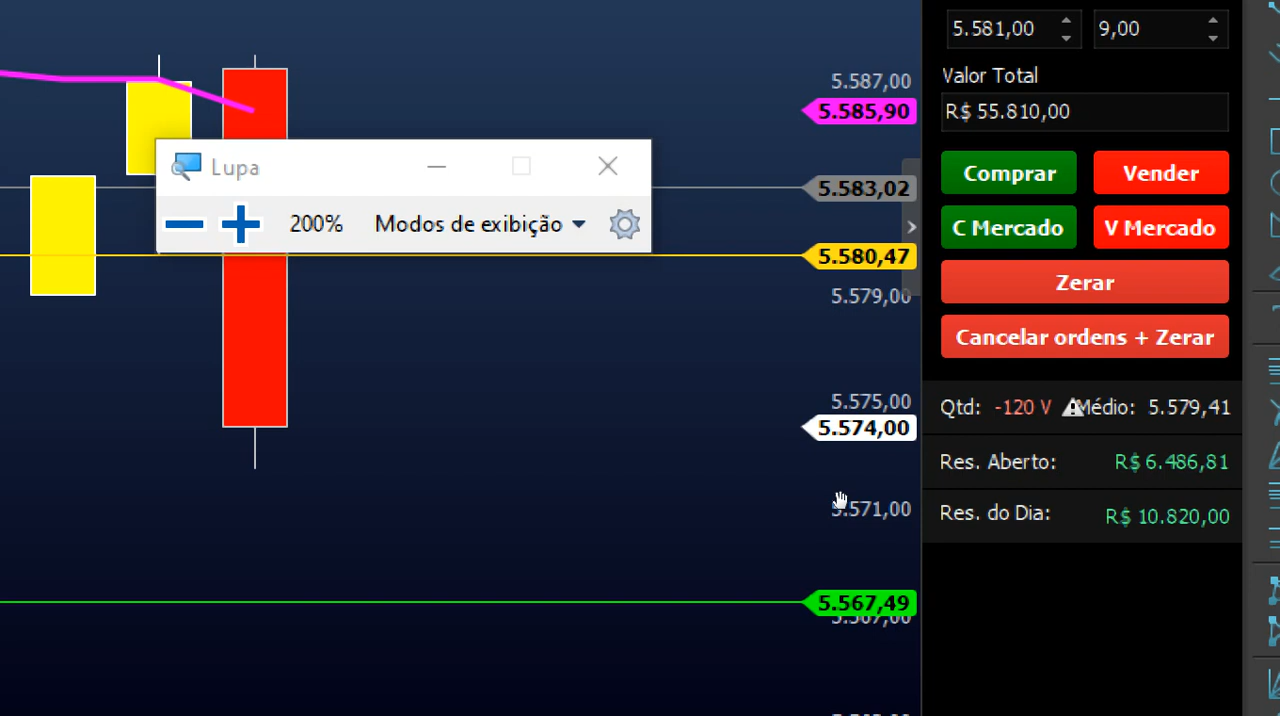 5.581,00
9,00
Valor Total
R$ 55.810,00
Comprar
Vender
C Mercado
V Mercado
Zerar
Cancelar ordens + Zerar
Qtd: -120 V Médio: 5.579,41
Res. Aberto: R$ 6.486,81
Res. do Dia: R$ 10.820,00
Lupa
200% Modos de exibição
5.587,00
5.585,90
5.583,02
5.580,47
5.579,00
5.575,00
5.574,00
5.571,00
5.567,49
5.567,00